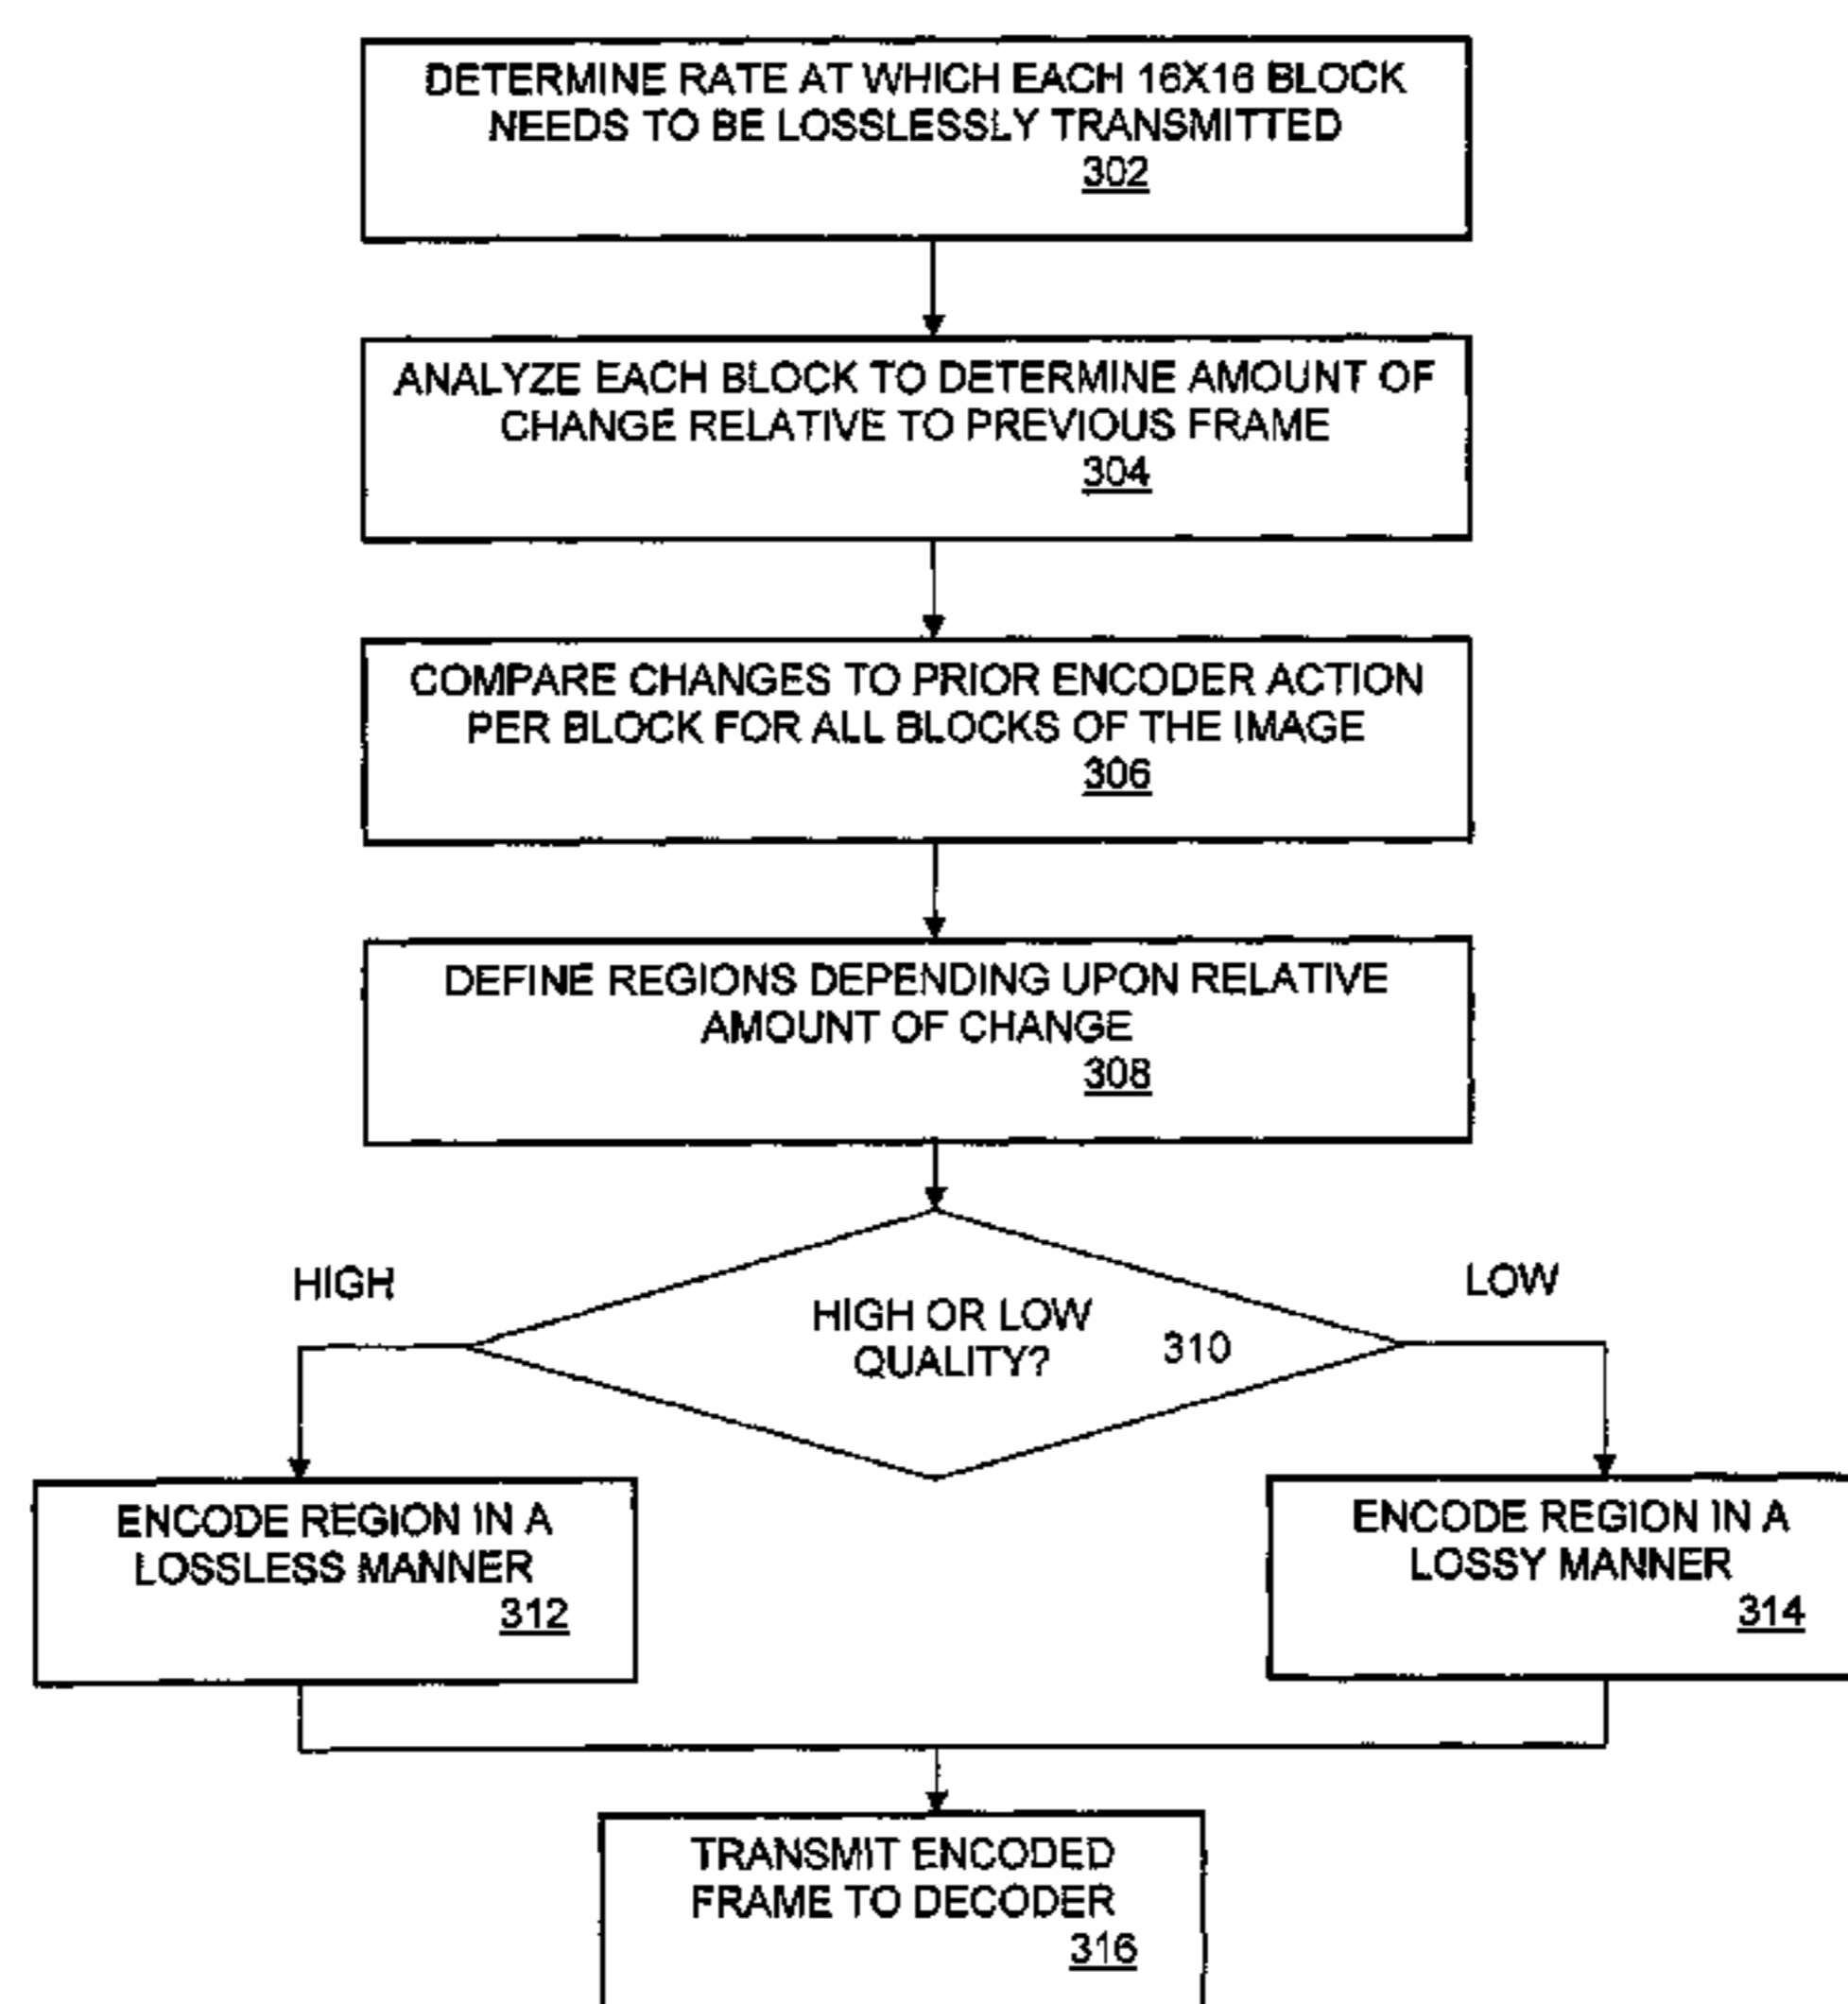 DETERMINE RATE AT WHICH EACH 16X16 BLOCK
NEEDS TO BE LOSSLESSLY TRANSMITTED
302
ANALYZE EACH BLOCK TO DETERMINE AMOUNT OF
CHANGE RELATIVE TO PREVIOUS FRAME
304
COMPARE CHANGES TO PRIOR ENCODER ACTION
PER BLOCK FOR ALL BLOCKS OF THE IMAGE
306
DEFINE REGIONS DEPENDING UPON RELATIVE
AMOUNT OF CHANGE
308
HIGH
LOW
HIGH OR LOW
QUALITY?
310
ENCODE REGION IN A
LOSSLESS MANNER
312
ENCODE REGION IN A
LOSSY MANNER
314
TRANSMIT ENCODED
FRAME TO DECODER
316